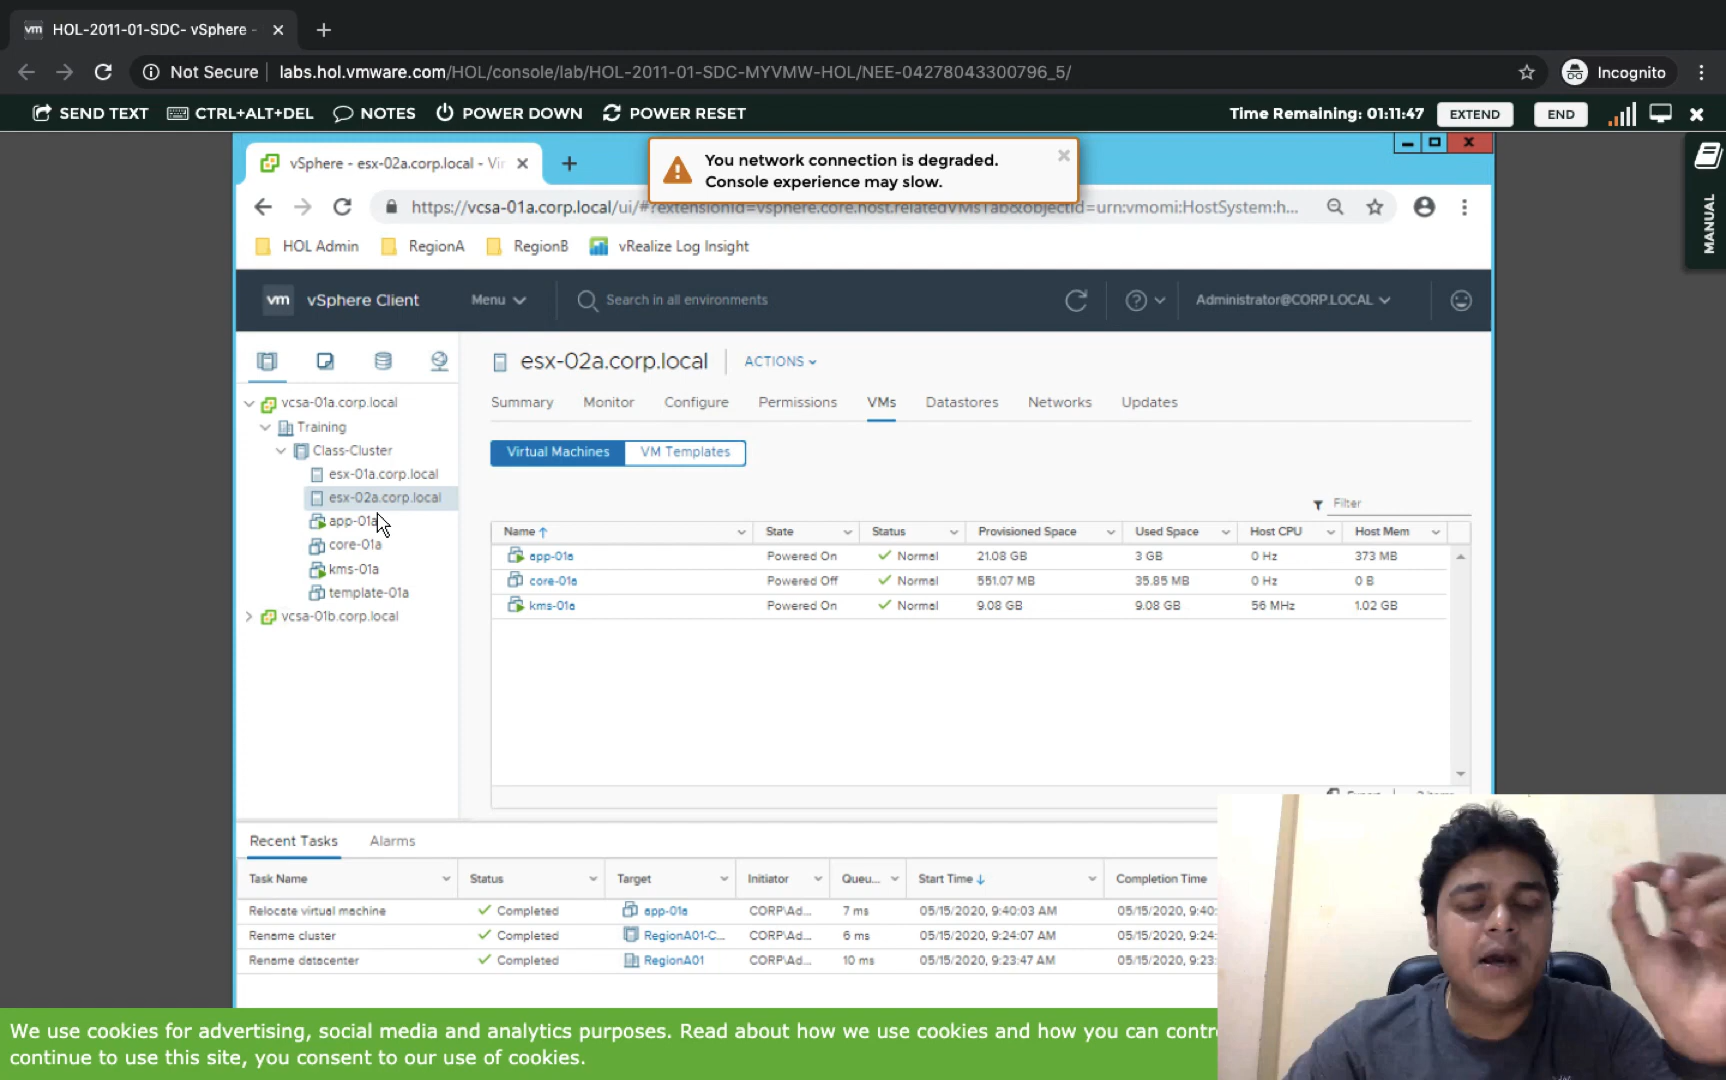 vm HOL-2011-01-SDC- vSphere -
Not Secure labs.hol.vmware.com/HOL/console/lab/HOL-2011-01-SDC-MYVMW-HOL/NEE-04278043300796_5/ Incognito
SEND TEXT CTRL+ALT+DEL NOTES POWER DOWN POWER RESET Time Remaining: 01:11:47 EXTEND END
MANUAL
vSphere - esx-02a.corp.local - Vir
You network connection is degraded.
Console experience may slow.
https://vcsa-01a.corp.local/ui/#?extensionId=vsphere.core.host.relatedVMsTab&objectId=urn:vmomi:HostSystem:h...
HOL Admin RegionA RegionB vRealize Log Insight
vm vSphere Client Menu Search in all environments Administrator@CORP.LOCAL
vcsa-01a.corp.local
Training
Class-Cluster
esx-01a.corp.local
esx-02a.corp.local
app-01a
core-01a
kms-01a
template-01a
vcsa-01b.corp.local
esx-02a.corp.local ACTIONS
Summary Monitor Configure Permissions VMs Datastores Networks Updates
Virtual Machines VM Templates
Filter
Name State Status Provisioned Space Used Space Host CPU Host Mem
app-01a Powered On Normal 21.08 GB 3 GB 0 Hz 373 MB
core-01a Powered Off Normal 551.07 MB 35.85 MB 0 Hz 0 B
kms-01a Powered On Normal 9.08 GB 9.08 GB 56 MHz 1.02 GB
Recent Tasks Alarms
Task Name Status Target Initiator Queu... Start Time Completion Time
Relocate virtual machine Completed app-01a CORP\Ad... 7 ms 05/15/2020, 9:40:03 AM 05/15/2020, 9:40:
Rename cluster Completed RegionA01-C... CORP\Ad... 6 ms 05/15/2020, 9:24:07 AM 05/15/2020, 9:24:
Rename datacenter Completed RegionA01 CORP\Ad... 10 ms 05/15/2020, 9:23:47 AM 05/15/2020, 9:23:
We use cookies for advertising, social media and analytics purposes. Read about how we use cookies and how you can contro
continue to use this site, you consent to our use of cookies.